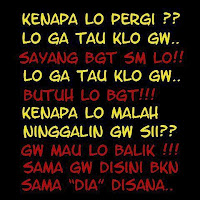 KENAPA LO PERGI ??
LO GA TAU KLO GW..
SAYANG BGT SM LO!!
LO GA TAU KLO GW..
BUTUH LO BGT!!!
KENAPA LO MALAH
NINGGALIN GW SII??
GW MAU LO BALIK !!!
SAMA GW DISINI BKN
SAMA "DIA" DISANA..